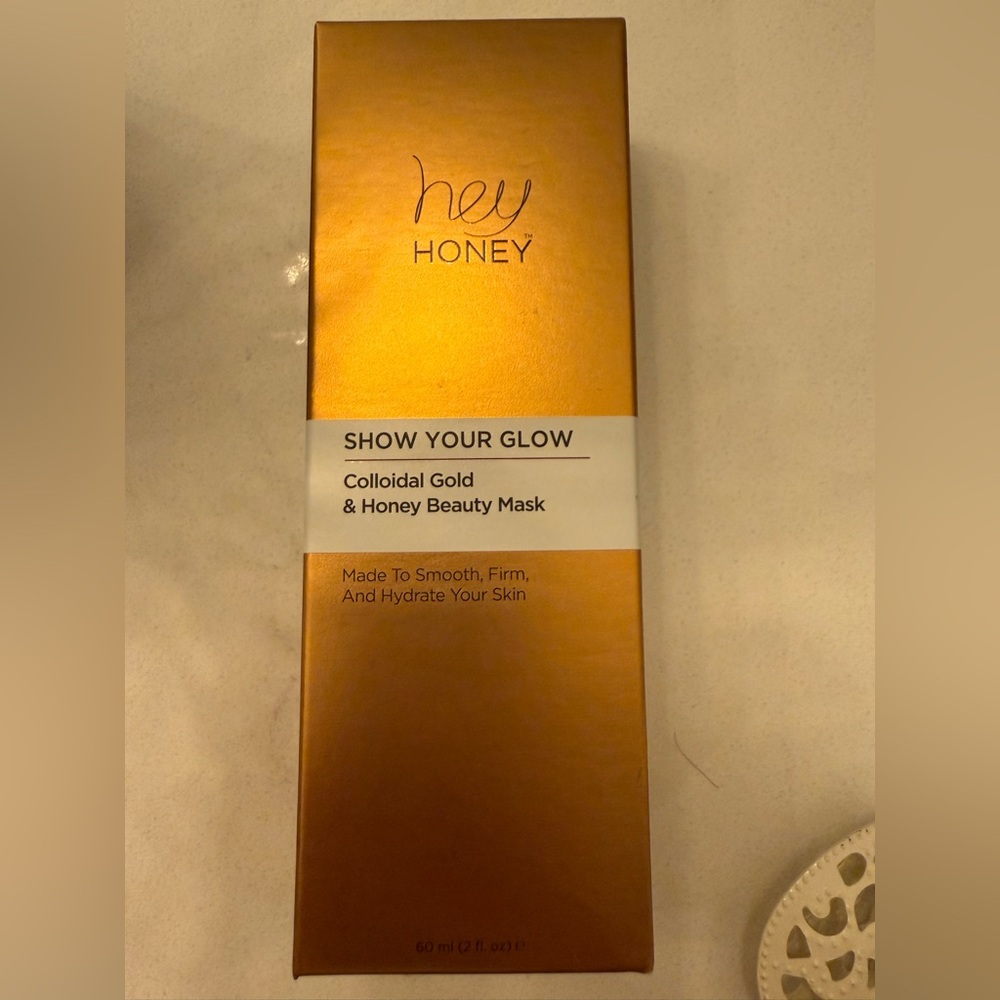 hey
HONEY™
SHOW YOUR GLOW
Colloidal Gold
& Honey Beauty Mask
Made To Smooth, Firm,
And Hydrate Your Skin
60 ml (2 fl. oz) ℮